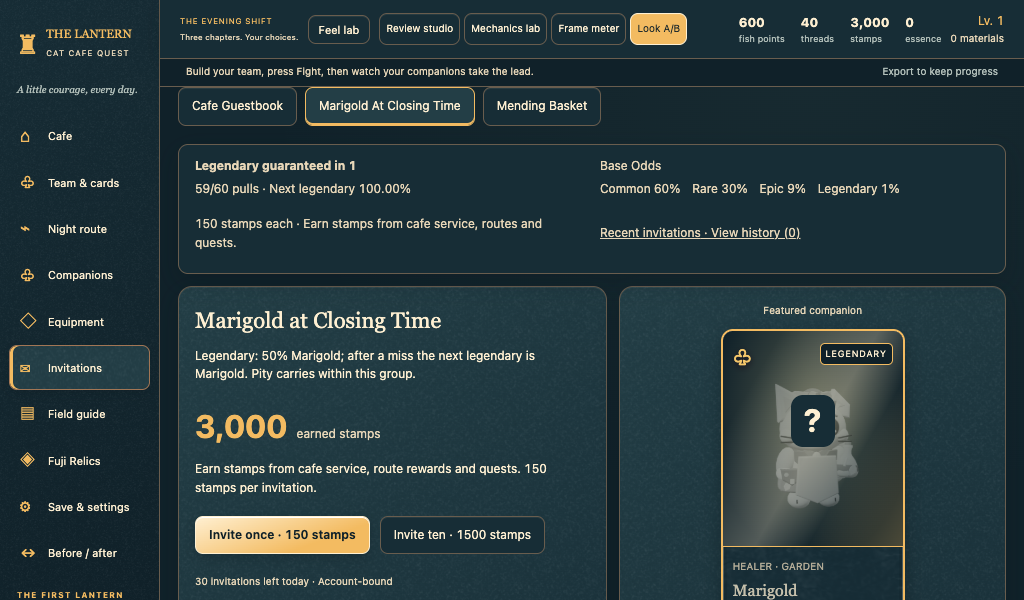 THE LANTERN
CAT CAFE QUEST
A little courage, every day.
Cafe
Team & cards
Night route
Companions
Equipment
Invitations
Field guide
Fuji Relics
Save & settings
Before / after
THE FIRST LANTERN
THE EVENING SHIFT
Three chapters. Your choices.
Feel lab
Review studio
Mechanics lab
Frame meter
Look A/B
600
fish points
40
threads
3,000
stamps
0
essence
Lv. 1
0 materials
Build your team, press Fight, then watch your companions take the lead.
Export to keep progress
Cafe Guestbook
Marigold At Closing Time
Mending Basket
Legendary guaranteed in 1
59/60 pulls · Next legendary 100.00%
150 stamps each · Earn stamps from cafe service, routes and
quests.
Base Odds
Common 60% Rare 30% Epic 9% Legendary 1%
Recent invitations · View history (0)
Marigold at Closing Time
Legendary: 50% Marigold; after a miss the next legendary is
Marigold. Pity carries within this group.
3,000 earned stamps
Earn stamps from cafe service, route rewards and quests. 150
stamps per invitation.
Invite once · 150 stamps
Invite ten · 1500 stamps
30 invitations left today · Account-bound
Featured companion
LEGENDARY
?
HEALER · GARDEN
Marigold